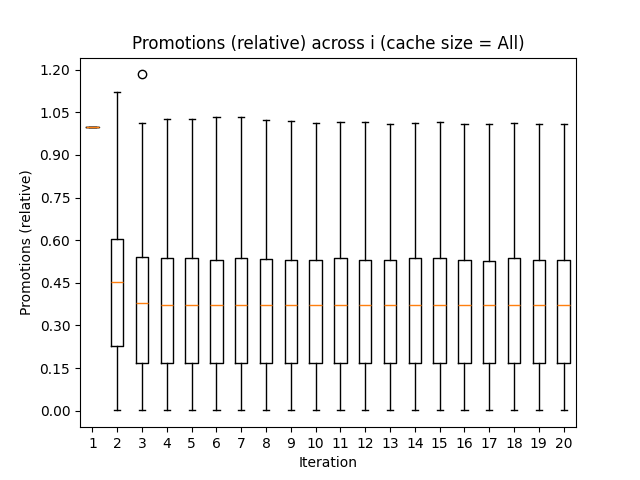 Promotions (relative) across i (cache size = All)
1.20
1.05
0.90
0.75
0.60
0.45
0.30
0.15
0.00
Promotions (relative)
1 2 3 4 5 6 7 8 9 10 11 12 13 14 15 16 17 18 19 20
Iteration